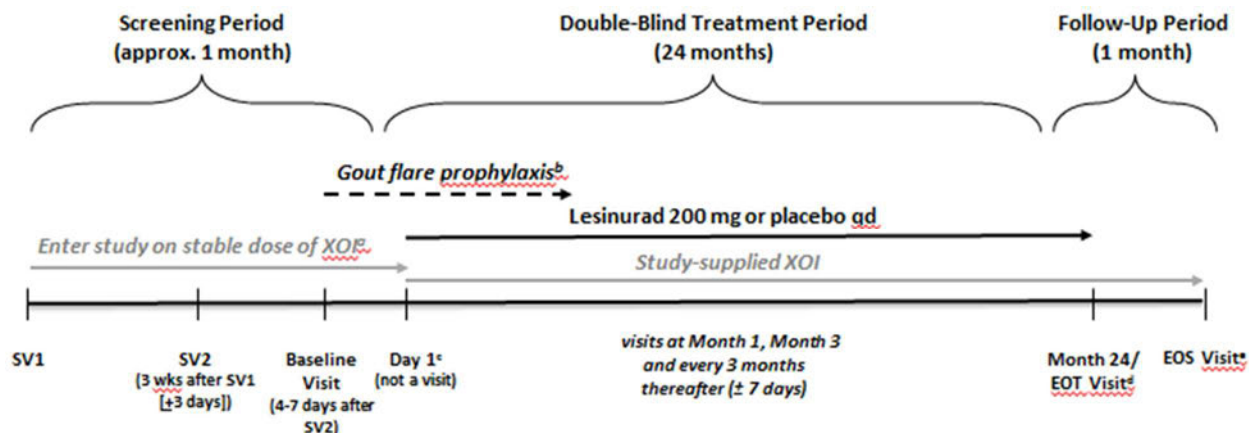 Screening Period
(approx. 1 month)
Double-Blind Treatment Period
(24 months)
Follow-Up Period
(1 month)
Gout flare prophylaxisᵇ
Lesinurad 200 mg or placebo qd
Enter study on stable dose of XOIᵃ
Study-supplied XOI
SV1
SV2
(3 wks after SV1
[±3 days])
Baseline
Visit
(4-7 days after
SV2)
Day 1ᶜ
(not a visit)
visits at Month 1, Month 3
and every 3 months
thereafter (± 7 days)
Month 24/
EOT Visitᵈ
EOS Visitᵉ